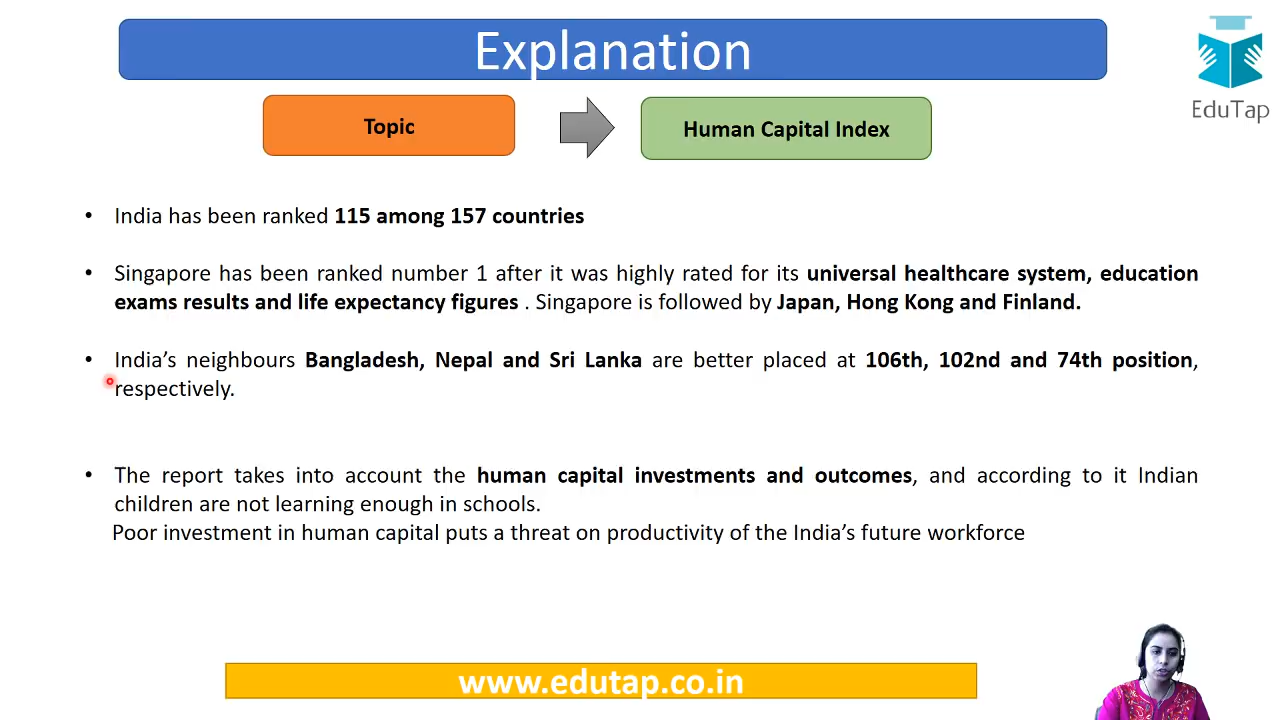 Explanation
EduTap
Topic
Human Capital Index
• India has been ranked 115 among 157 countries
• Singapore has been ranked number 1 after it was highly rated for its universal healthcare system, education
exams results and life expectancy figures . Singapore is followed by Japan, Hong Kong and Finland.
• India’s neighbours Bangladesh, Nepal and Sri Lanka are better placed at 106th, 102nd and 74th position,
respectively.
• The report takes into account the human capital investments and outcomes, and according to it Indian
children are not learning enough in schools.
Poor investment in human capital puts a threat on productivity of the India’s future workforce
www.edutap.co.in